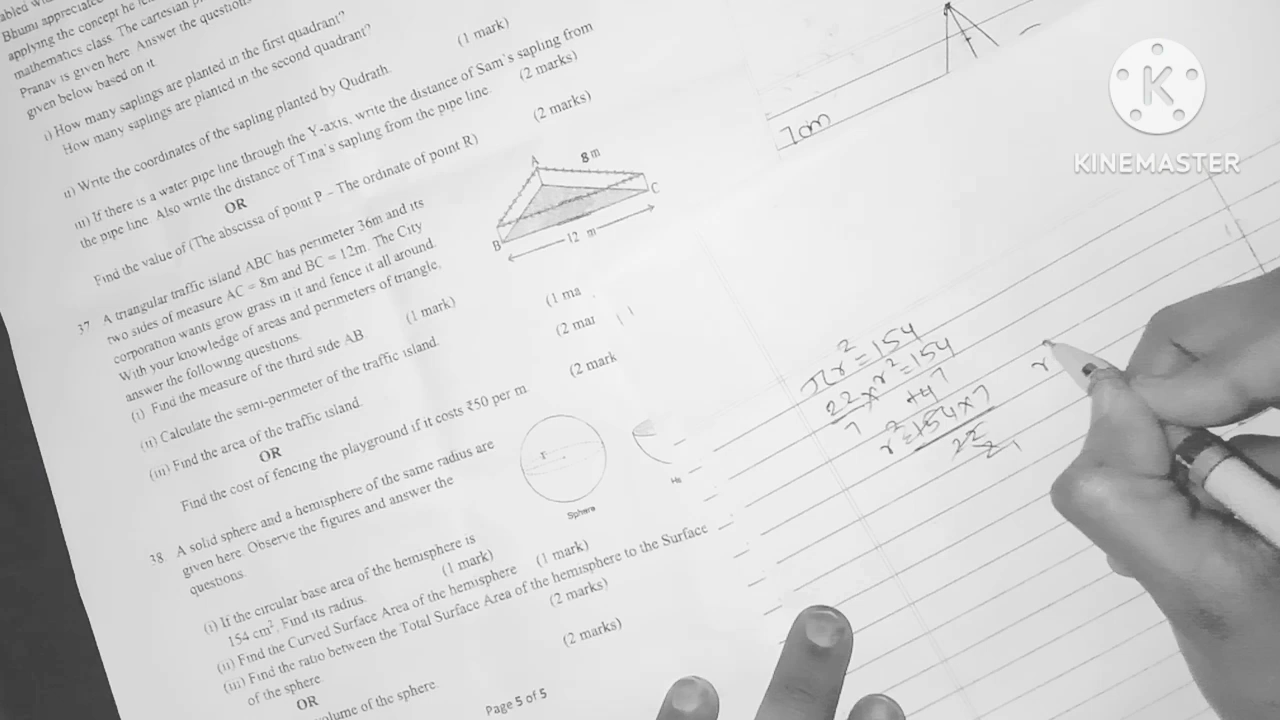 Bhumi appreciated
applying the concept he
mathematics class. The cartesian
Pranav is given here. Answer the questions
given below based on it.
i) How many saplings are planted in the first quadrant?
How many saplings are planted in the second quadrant? (1 mark)
ii) Write the coordinates of the sapling planted by Qudrath.
iii) If there is a water pipe line through the Y-axis, write the distance of Sam's sapling from
the pipe line. Also write the distance of Tina's sapling from the pipe line. (2 marks)
OR
Find the value of (The abscissa of point P – The ordinate of point R) (2 marks)
37 A triangular traffic island ABC has perimeter 36m and its
two sides of measure AC = 8m and BC = 12m. The City
corporation wants grow grass in it and fence it all around.
With your knowledge of areas and perimeters of triangle,
answer the following questions.
(i) Find the measure of the third side AB. (1 mark)
(ii) Calculate the semi-perimeter of the traffic island. (1 ma
(iii) Find the area of the traffic island. (2 mar
OR
Find the cost of fencing the playground if it costs ₹50 per m. (2 mark
A
8 m
C
B
12 m
38 A solid sphere and a hemisphere of the same radius are
given here. Observe the figures and answer the
questions.
r
Sphere
He
(i) If the circular base area of the hemisphere is
154 cm². Find its radius. (1 mark)
(ii) Find the Curved Surface Area of the hemisphere (1 mark)
(iii) Find the ratio between the Total Surface Area of the hemisphere to the Surface
of the sphere. (2 marks)
OR
volume of the sphere. (2 marks)
Page 5 of 5
7cm
πr² = 154
22/7 × r² = 154
r² = 154 × 7
22
r
K
KINEMASTER